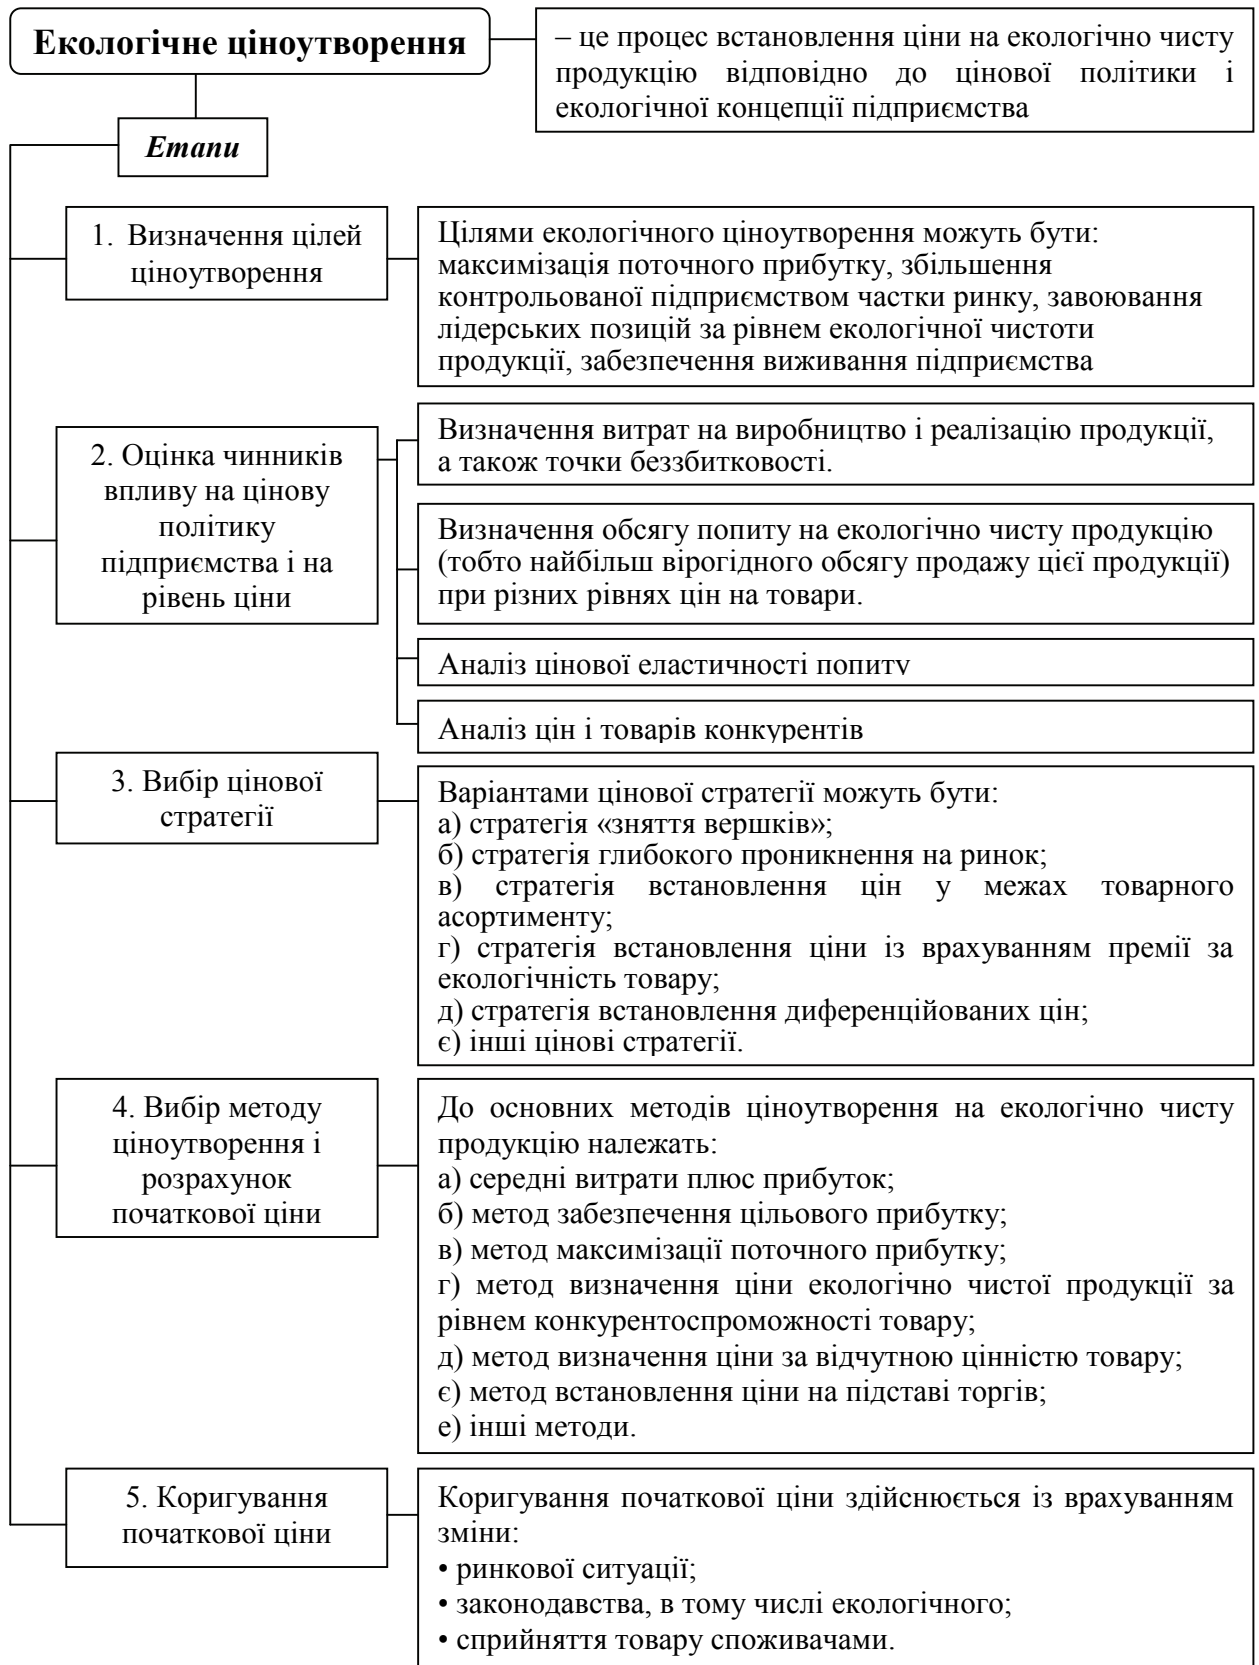 Екологічне ціноутворення
– це процес встановлення ціни на екологічно чисту
продукцію відповідно до цінової політики і
екологічної концепції підприємства
Етапи
1. Визначення цілей
ціноутворення
Цілями екологічного ціноутворення можуть бути:
максимізація поточного прибутку, збільшення
контрольованої підприємством частки ринку, завоювання
лідерських позицій за рівнем екологічної чистоти
продукції, забезпечення виживання підприємства
2. Оцінка чинників
впливу на цінову
політику
підприємства і на
рівень ціни
Визначення витрат на виробництво і реалізацію продукції,
а також точки беззбитковості.
Визначення обсягу попиту на екологічно чисту продукцію
(тобто найбільш вірогідного обсягу продажу цієї продукції)
при різних рівнях цін на товари.
Аналіз цінової еластичності попиту
Аналіз цін і товарів конкурентів
3. Вибір цінової
стратегії
Варіантами цінової стратегії можуть бути:
а) стратегія «зняття вершків»;
б) стратегія глибокого проникнення на ринок;
в) стратегія встановлення цін у межах товарного
асортименту;
г) стратегія встановлення ціни із врахуванням премії за
екологічність товару;
д) стратегія встановлення диференційованих цін;
є) інші цінові стратегії.
4. Вибір методу
ціноутворення і
розрахунок
початкової ціни
До основних методів ціноутворення на екологічно чисту
продукцію належать:
а) середні витрати плюс прибуток;
б) метод забезпечення цільового прибутку;
в) метод максимізації поточного прибутку;
г) метод визначення ціни екологічно чистої продукції за
рівнем конкурентоспроможності товару;
д) метод визначення ціни за відчутною цінністю товару;
є) метод встановлення ціни на підставі торгів;
е) інші методи.
5. Коригування
початкової ціни
Коригування початкової ціни здійснюється із врахуванням
зміни:
• ринкової ситуації;
• законодавства, в тому числі екологічного;
• сприйняття товару споживачами.